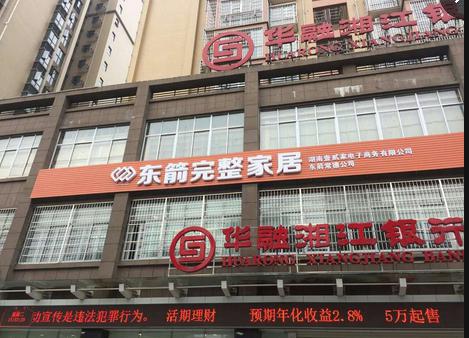 华融湘江银
HUARONG XIANGJIANG
东箭完整家居
湖南壹贰家电子商务有限公司
东箭常德公司
华融湘江银行
HUARONG XIANGJIANG BANK
动宣传是违法犯罪行为。 活期理财 预期年化收益2.8% 5万起售